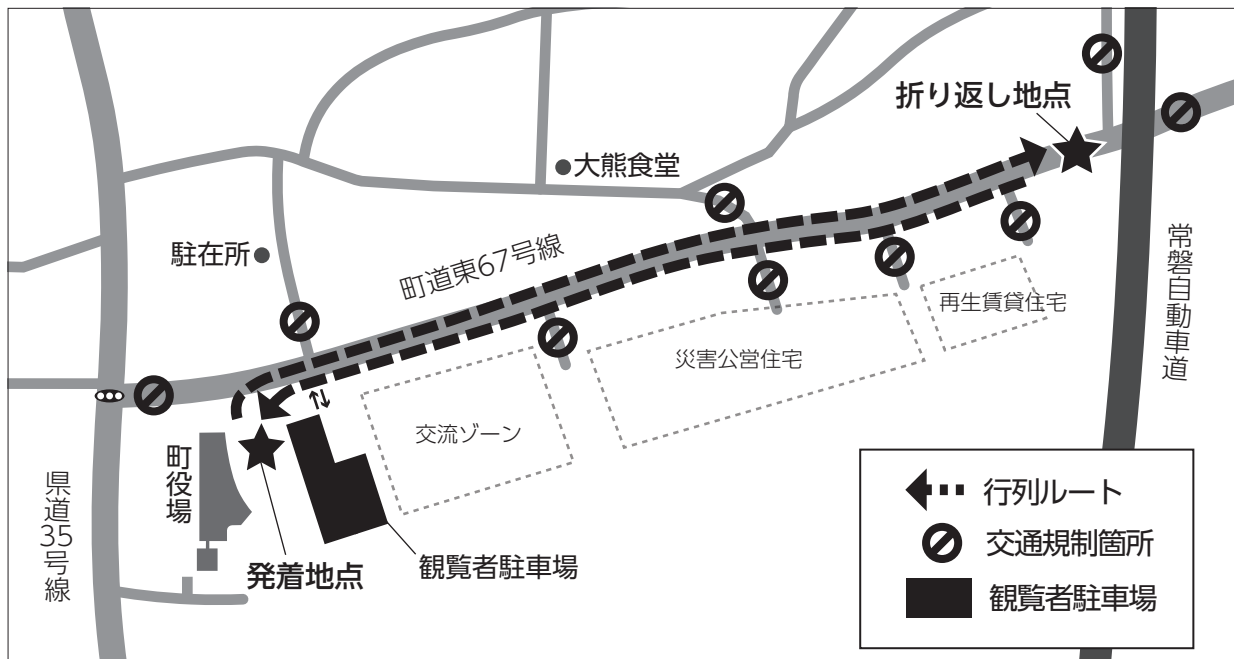 折り返し地点
大熊食堂
駐在所
町道東67号線
常磐自動車道
再生賃貸住宅
災害公営住宅
交流ゾーン
町役場
県道35号線
発着地点
観覧者駐車場
行列ルート
交通規制箇所
観覧者駐車場